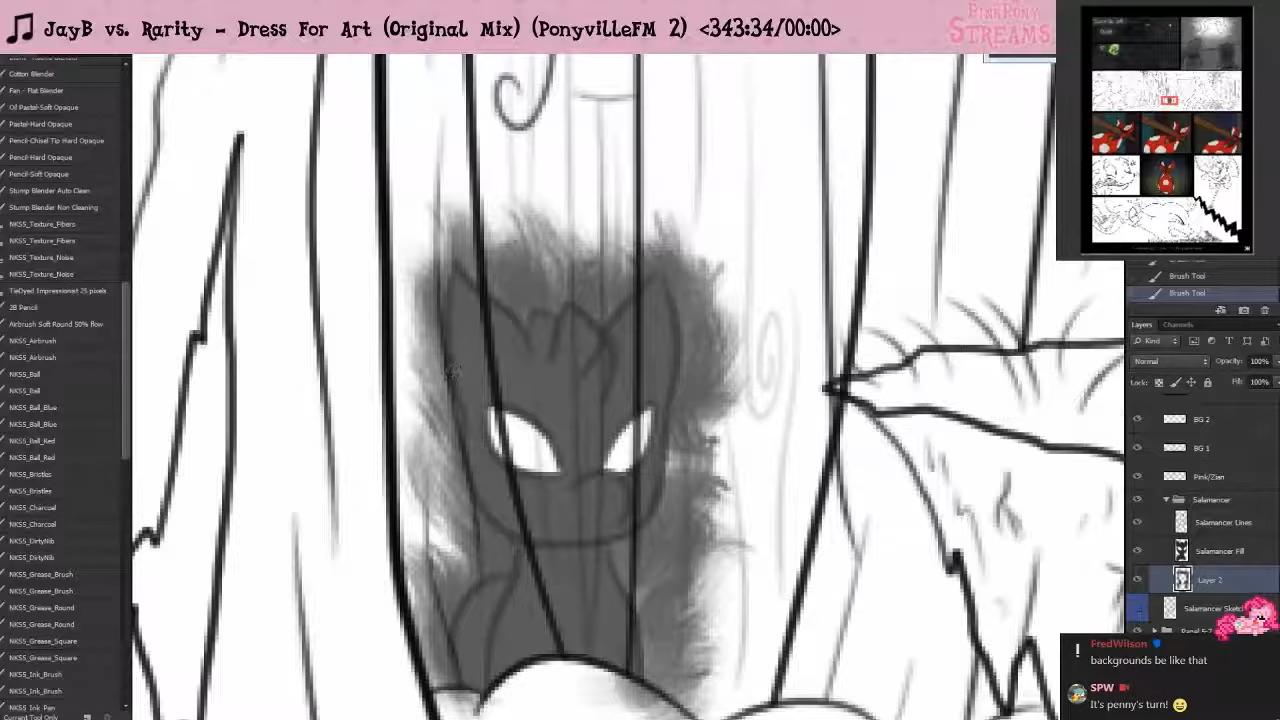 JayB vs. Rarity - Dress For Art (Original Mix) (PonyvilleFM 2) <343:34/00:00>
PINKPONY
STREAMS
Cotton Blender
Fan - Flat Blender
Oil Pastel-Soft Opaque
Pastel-Hard Opaque
Pencil-Chisel Tip Hard Opaque
Pencil-Hard Opaque
Pencil-Soft Opaque
Stump Blender Auto Clean
Stump Blender Non Cleaning
NKSS_Texture_Fibers
NKSS_Texture_Fibers
NKSS_Texture_Noise
NKSS_Texture_Noise
TieDyed Impressionist 25 pixels
2B Pencil
Airbrush Soft Round 50% flow
NKSS_Airbrush
NKSS_Airbrush
NKSS_Ball
NKSS_Ball
NKSS_Ball_Blue
NKSS_Ball_Blue
NKSS_Ball_Red
NKSS_Ball_Red
NKSS_Bristles
NKSS_Bristles
NKSS_Charcoal
NKSS_Charcoal
NKSS_DirtyNib
NKSS_DirtyNib
NKSS_Grease_Brush
NKSS_Grease_Brush
NKSS_Grease_Round
NKSS_Grease_Round
NKSS_Grease_Square
NKSS_Grease_Square
NKSS_Ink_Brush
NKSS_Ink_Brush
NKSS_Ink_Pen
Current Tool Only
Brush Tool
Brush Tool
Layers Channels
Kind
Normal Opacity: 100%
Lock: Fill: 100%
BG 2
BG 1
Pink/Zian
Salamancer
Salamancer Lines
Salamancer Fill
Layer 2
Salamancer Sketch
FredWilson
backgrounds be like that
SPW
It's penny's turn!